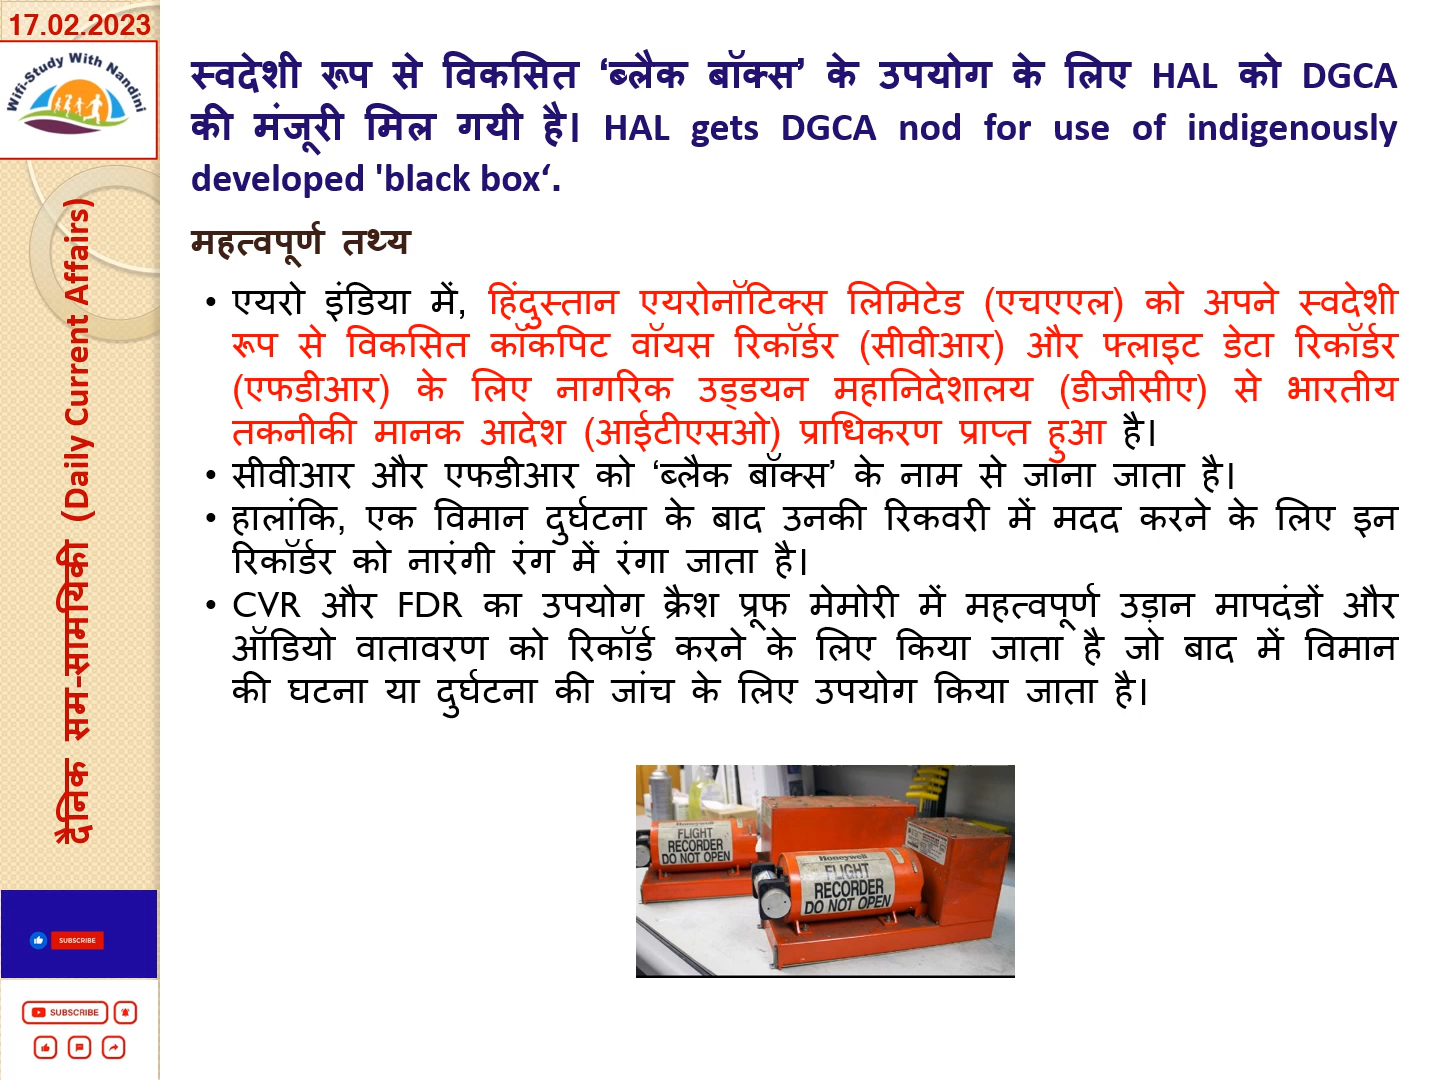 17.02.2023
Wifi-Study With Nandini
दैनिक सम-सामयिकी (Daily Current Affairs)
SUBSCRIBE
SUBSCRIBE
स्वदेशी रूप से विकसित ‘ब्लैक बॉक्स’ के उपयोग के लिए HAL को DGCA
की मंजूरी मिल गयी है। HAL gets DGCA nod for use of indigenously
developed 'black box‘.
महत्वपूर्ण तथ्य
• एयरो इंडिया में, हिंदुस्तान एयरोनॉटिक्स लिमिटेड (एचएएल) को अपने स्वदेशी
रूप से विकसित कॉकपिट वॉयस रिकॉर्डर (सीवीआर) और फ्लाइट डेटा रिकॉर्डर
(एफडीआर) के लिए नागरिक उड्डयन महानिदेशालय (डीजीसीए) से भारतीय
तकनीकी मानक आदेश (आईटीएसओ) प्राधिकरण प्राप्त हुआ है।
• सीवीआर और एफडीआर को ‘ब्लैक बॉक्स’ के नाम से जाना जाता है।
• हालांकि, एक विमान दुर्घटना के बाद उनकी रिकवरी में मदद करने के लिए इन
रिकॉर्डर को नारंगी रंग में रंगा जाता है।
• CVR और FDR का उपयोग क्रैश प्रूफ मेमोरी में महत्वपूर्ण उड़ान मापदंडों और
ऑडियो वातावरण को रिकॉर्ड करने के लिए किया जाता है जो बाद में विमान
की घटना या दुर्घटना की जांच के लिए उपयोग किया जाता है।
Honeywell
FLIGHT
RECORDER
DO NOT OPEN
Honeywell
FLIGHT
RECORDER
DO NOT OPEN